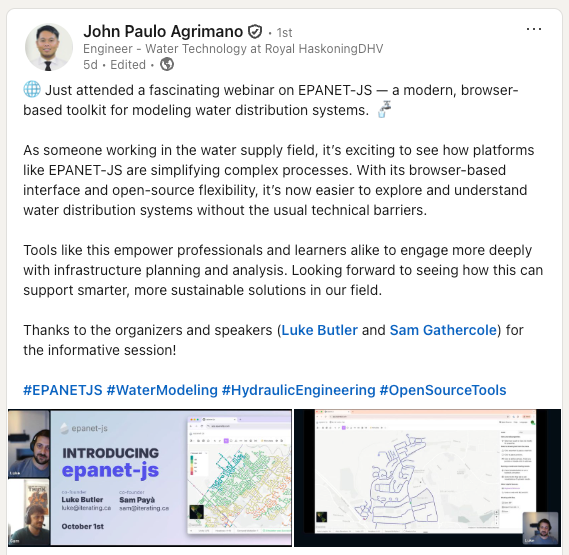 John Paulo Agrimano • 1st
Engineer - Water Technology at Royal HaskoningDHV
5d • Edited •
🌐 Just attended a fascinating webinar on EPANET-JS — a modern, browser-
based toolkit for modeling water distribution systems. 🚰
As someone working in the water supply field, it's exciting to see how platforms
like EPANET-JS are simplifying complex processes. With its browser-based
interface and open-source flexibility, it's now easier to explore and understand
water distribution systems without the usual technical barriers.
Tools like this empower professionals and learners alike to engage more deeply
with infrastructure planning and analysis. Looking forward to seeing how this can
support smarter, more sustainable solutions in our field.
Thanks to the organizers and speakers (Luke Butler and Sam Gathercole) for
the informative session!
#EPANETJS #WaterModeling #HydraulicEngineering #OpenSourceTools
epanet-js
INTRODUCING
epanet-js
co-founder co-founder
Luke Butler Sam Payá
luke@iterating.ca sam@iterating.ca
October 1st
Luke
Sam
Luke